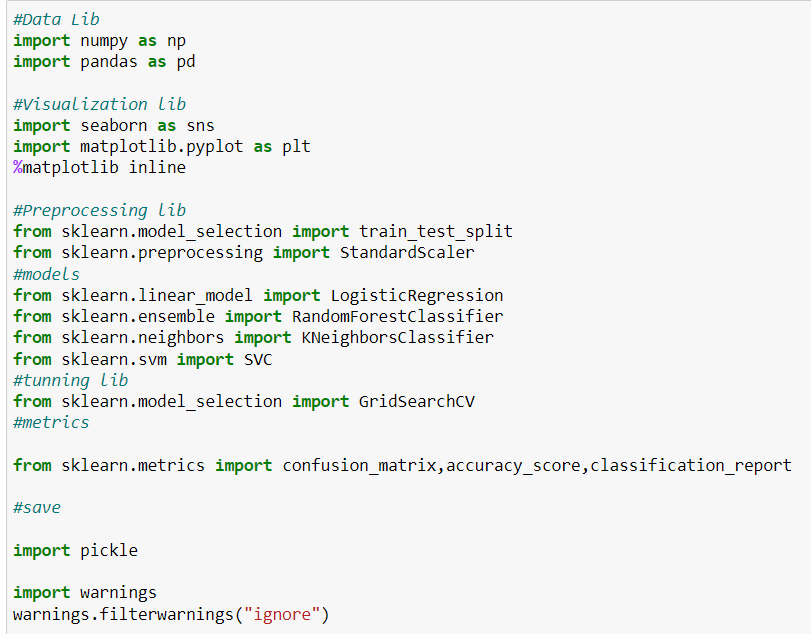 #Data Lib
import numpy as np
import pandas as pd
#Visualization lib
import seaborn as sns
import matplotlib.pyplot as plt
%matplotlib inline
#Preprocessing lib
from sklearn.model_selection import train_test_split
from sklearn.preprocessing import StandardScaler
#models
from sklearn.linear_model import LogisticRegression
from sklearn.ensemble import RandomForestClassifier
from sklearn.neighbors import KNeighborsClassifier
from sklearn.svm import SVC
#tunning lib
from sklearn.model_selection import GridSearchCV
#metrics
from sklearn.metrics import confusion_matrix,accuracy_score,classification_report
#save
import pickle
import warnings
warnings.filterwarnings("ignore")